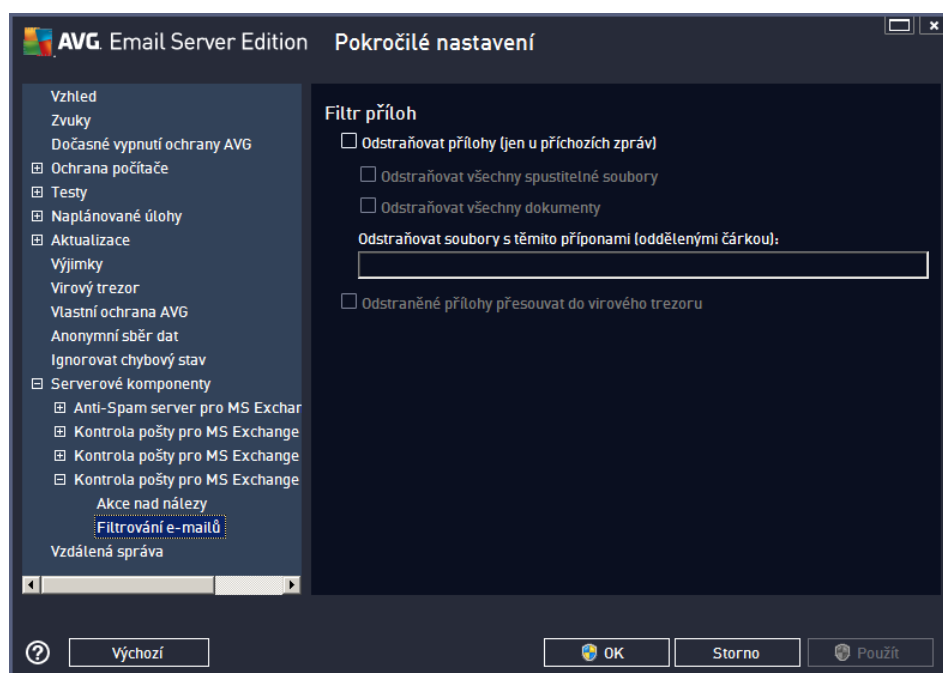 AVG. Email Server Edition Pokročilé nastavení
Vzhled
Zvuky
Dočasné vypnutí ochrany AVG
Ochrana počítače
Testy
Naplánované úlohy
Aktualizace
Výjimky
Virový trezor
Vlastní ochrana AVG
Anonymní sběr dat
Ignorovat chybový stav
Serverové komponenty
Anti-Spam server pro MS Exchar
Kontrola pošty pro MS Exchange
Kontrola pošty pro MS Exchange
Kontrola pošty pro MS Exchange
Akce nad nálezy
Filtrování e-mailů
Vzdálená správa
Filtr příloh
Odstraňovat přílohy (jen u příchozích zpráv)
Odstraňovat všechny spustitelné soubory
Odstraňovat všechny dokumenty
Odstraňovat soubory s těmito příponami (oddělenými čárkou):
Odstraněné přílohy přesouvat do virového trezoru
? Výchozí OK Storno Použít